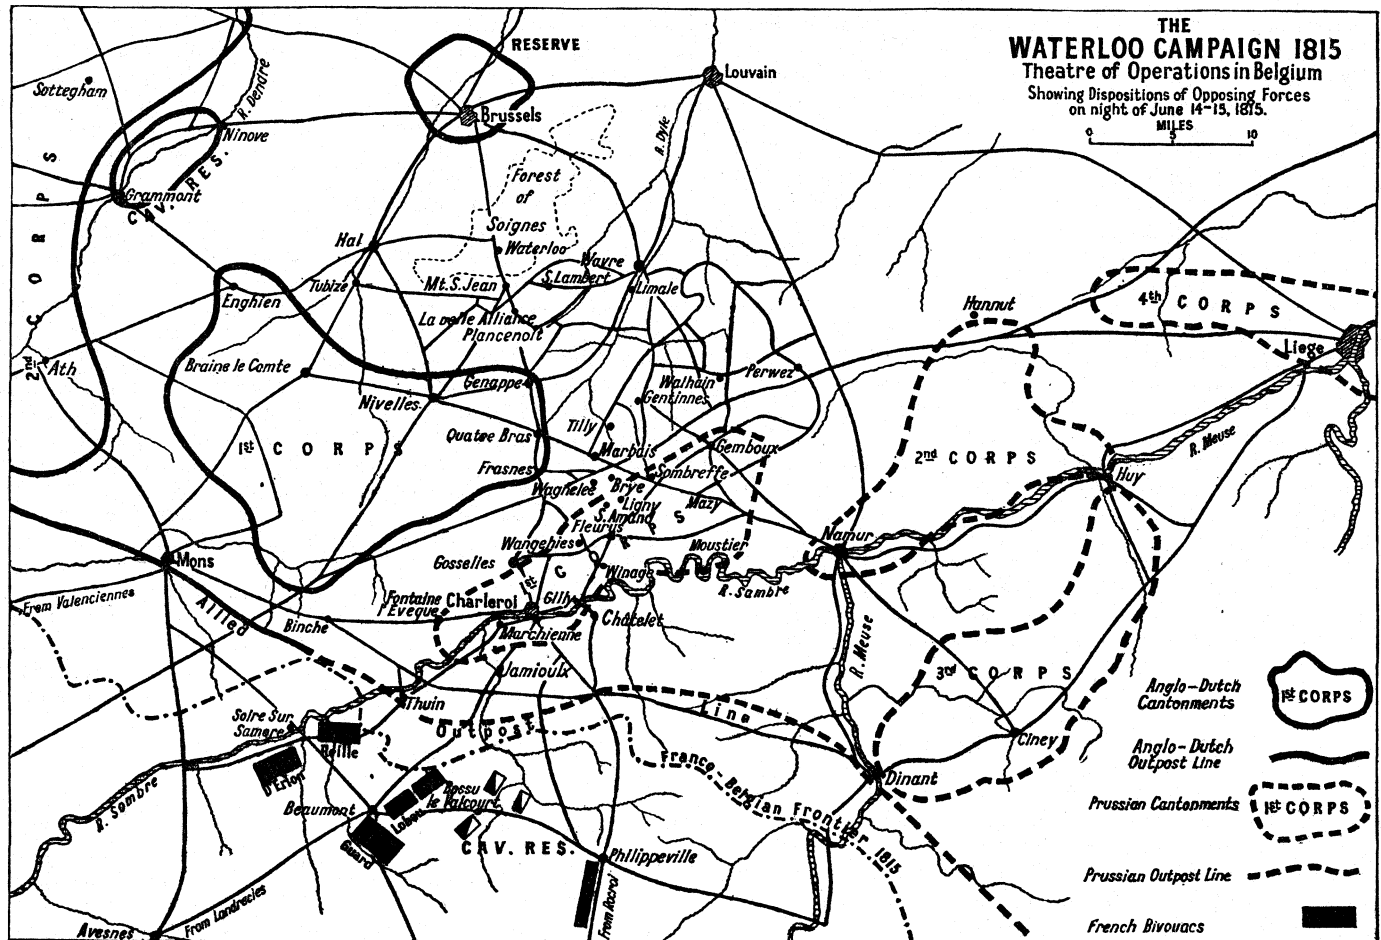 THE
WATERLOO CAMPAIGN 1815
Theatre of Operations in Belgium
Showing Dispositions of Opposing Forces
on night of June 14-15, 1815.
MILES
0 5 10
RESERVE
Louvain
Sottegham
R. Dendre
Brussels
Ninove
R. Dyle
Forest
of
Soignes
Grammont
CAV. RES.
2nd CORPS
Hal
Waterloo
Wavre
Enghien
Tubize
Mt. S. Jean
S. Lambert
Limale
La Belle Alliance
Plancenoit
Hannut
4th CORPS
Liege
Ath
Braine le Comte
Genappe
Walhain
Perwez
Gentinnes
Nivelles
Tilly
Quatre Bras
1st CORPS
Marbais
Gembloux
R. Meuse
2nd CORPS
Frasnes
Sombreffe
Huy
Wagnelee
Brye
Ligny
Mazy
S. Amand
Fleurus
Namur
Mons
Wangenies
Moustier
Gosselles
1st CORPS
Winage
R. Sambre
From Valenciennes
Fontaine
l'Eveque
Charleroi
Gilly
Allied
Binche
Marchienne
Châtelet
R. Meuse
Jamioulx
3rd CORPS
Thuin
Line
Solre Sur
Sambre
Outpost
Ciney
Reille
D'Erlon
Franco-Belgian Frontier 1815
Dinant
R. Sambre
Beaumont
Lobau
Bossu
le Valcourt
Guard
CAV. RES.
Philippeville
From Landrecies
From Rocroi
Avesnes
Anglo-Dutch
Cantonments
1st CORPS
Anglo-Dutch
Outpost Line
Prussian Cantonments
1st CORPS
Prussian Outpost Line
French Bivouacs